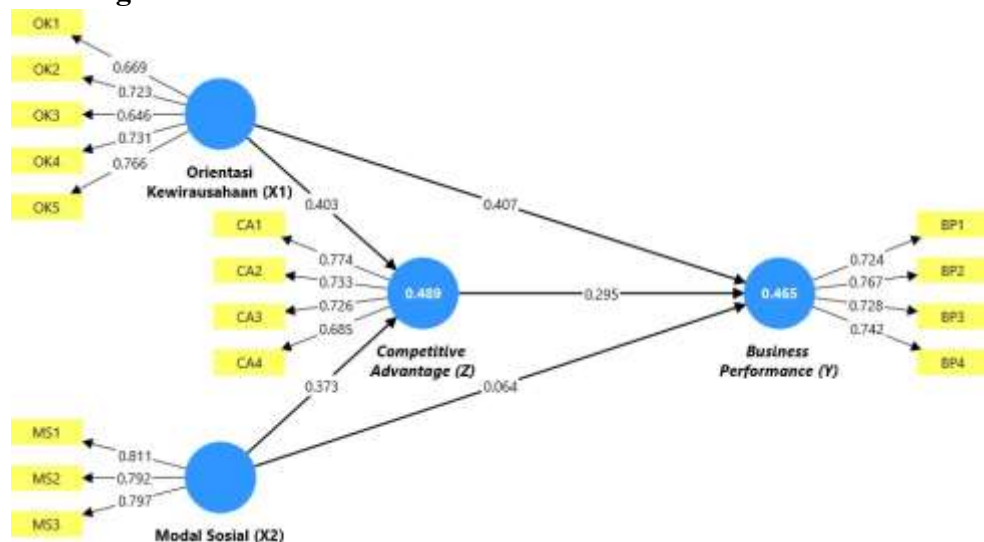 OK1
OK2
OK3
OK4
OK5
0.669
0.723
0.646
0.731
0.766
Orientasi
Kewirausahaan (X1)
0.403
0.407
CA1
CA2
CA3
CA4
0.774
0.733
0.726
0.685
0.489
Competitive
Advantage (Z)
0.295
0.465
Business
Performance (Y)
0.724
0.767
0.728
0.742
BP1
BP2
BP3
BP4
0.373
0.064
MS1
MS2
MS3
0.811
0.792
0.797
Modal Sosial (X2)